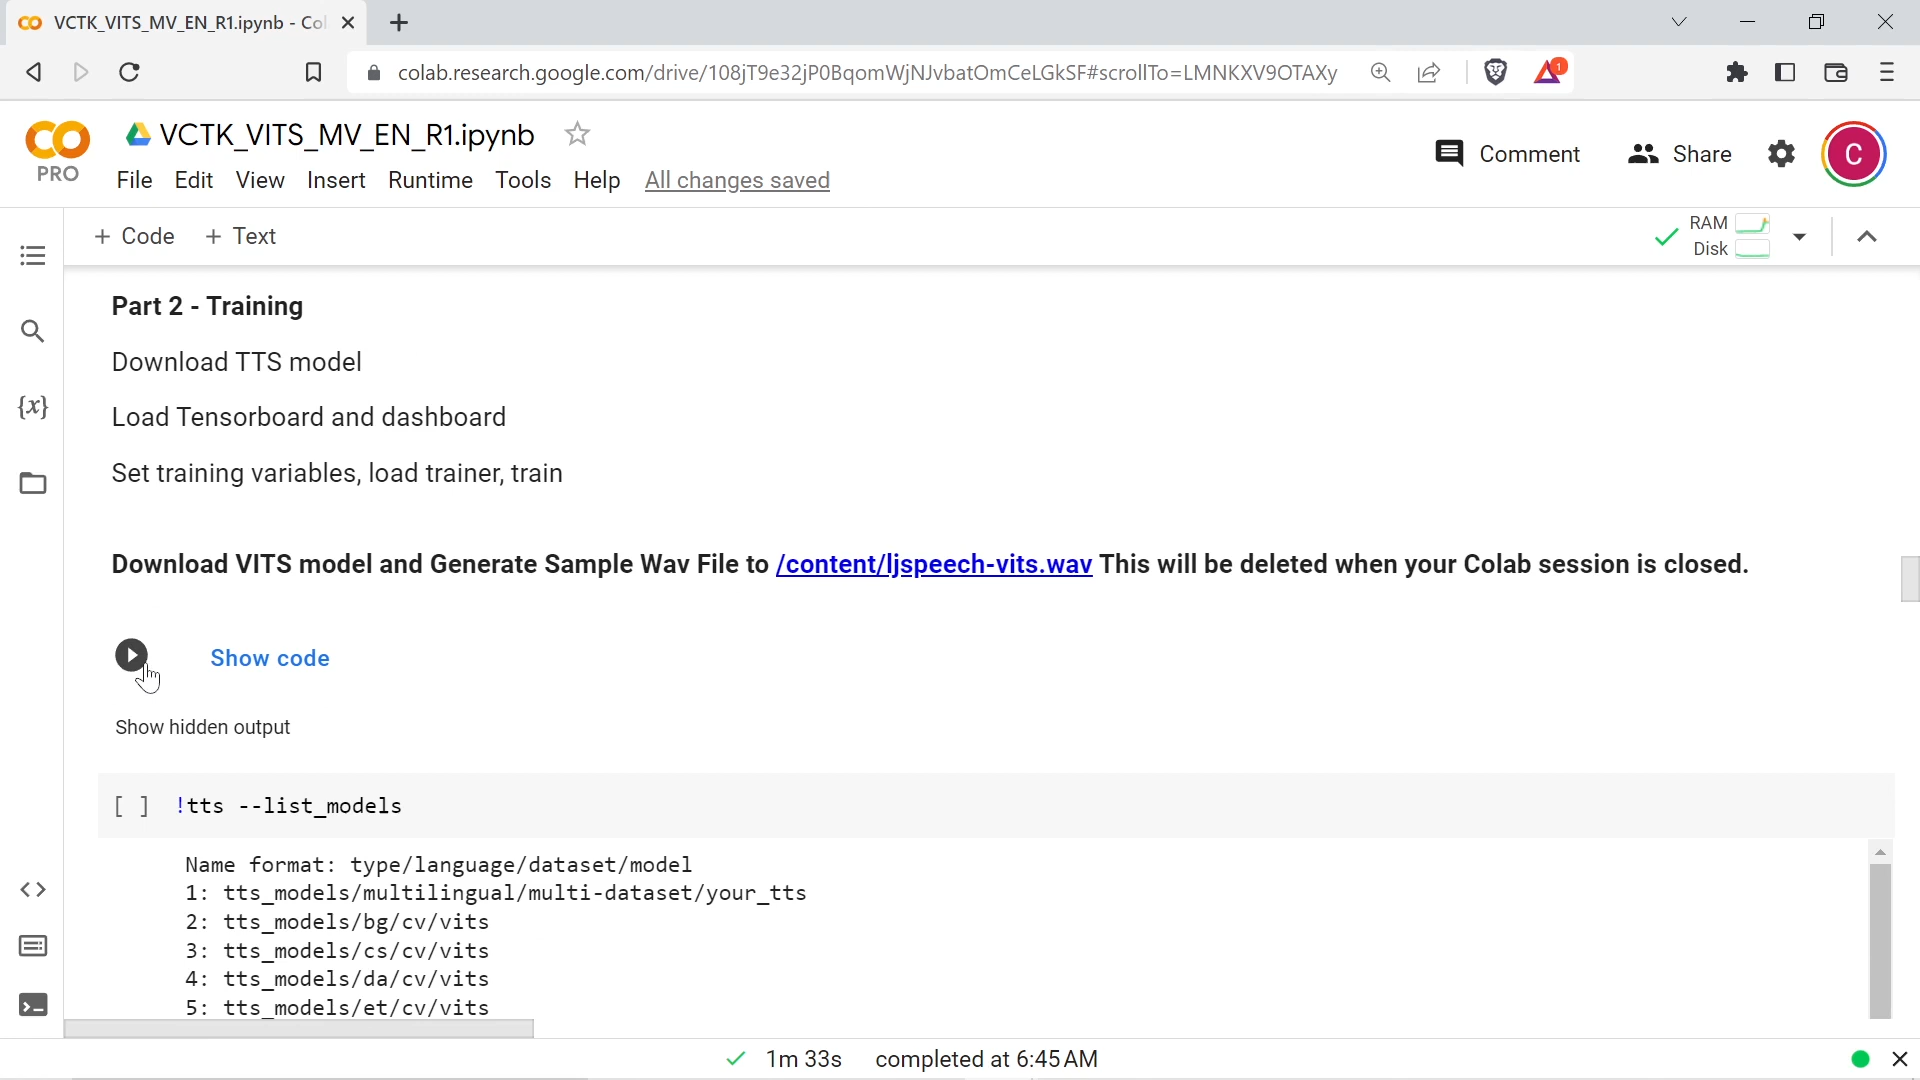 VCTK_VITS_MV_EN_R1.ipynb - Co
colab.research.google.com/drive/108jT9e32jP0BqomWjNJvbatOmCeLGkSF#scrollTo=LMNKXV9OTAXy
1
PRO
VCTK_VITS_MV_EN_R1.ipynb
File Edit View Insert Runtime Tools Help All changes saved
Comment
Share
C
+ Code + Text
RAM
Disk
Part 2 - Training
Download TTS model
Load Tensorboard and dashboard
Set training variables, load trainer, train
Download VITS model and Generate Sample Wav File to /content/ljspeech-vits.wav This will be deleted when your Colab session is closed.
Show code
Show hidden output
[ ] !tts --list_models
Name format: type/language/dataset/model
1: tts_models/multilingual/multi-dataset/your_tts
2: tts_models/bg/cv/vits
3: tts_models/cs/cv/vits
4: tts_models/da/cv/vits
5: tts_models/et/cv/vits
1m 33s completed at 6:45 AM